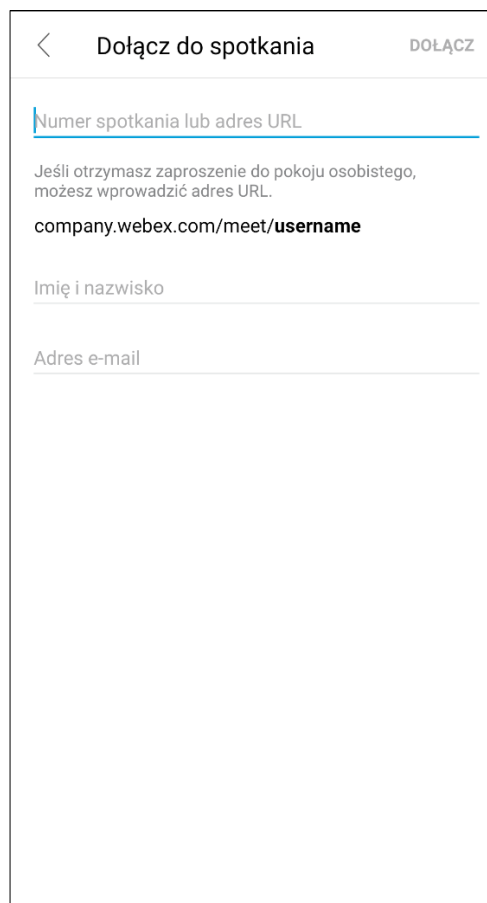 Dołącz do spotkania DOŁĄCZ
Numer spotkania lub adres URL
Jeśli otrzymasz zaproszenie do pokoju osobistego,
możesz wprowadzić adres URL.
company.webex.com/meet/username
Imię i nazwisko
Adres e-mail